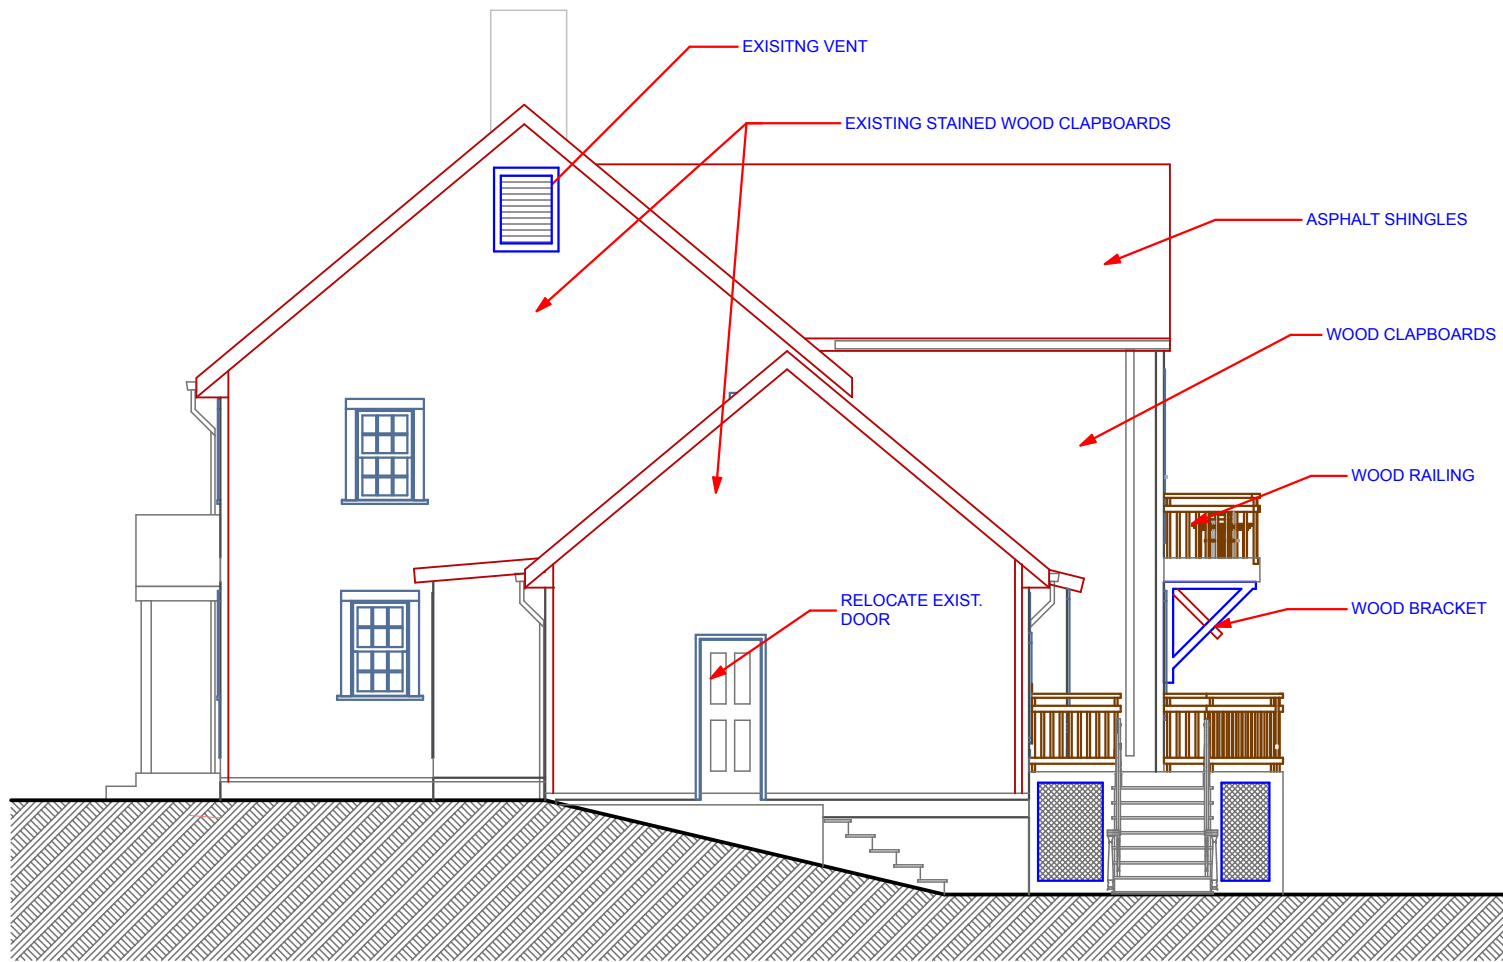 EXISITNG VENT
EXISTING STAINED WOOD CLAPBOARDS
ASPHALT SHINGLES
WOOD CLAPBOARDS
WOOD RAILING
RELOCATE EXIST.
DOOR
WOOD BRACKET